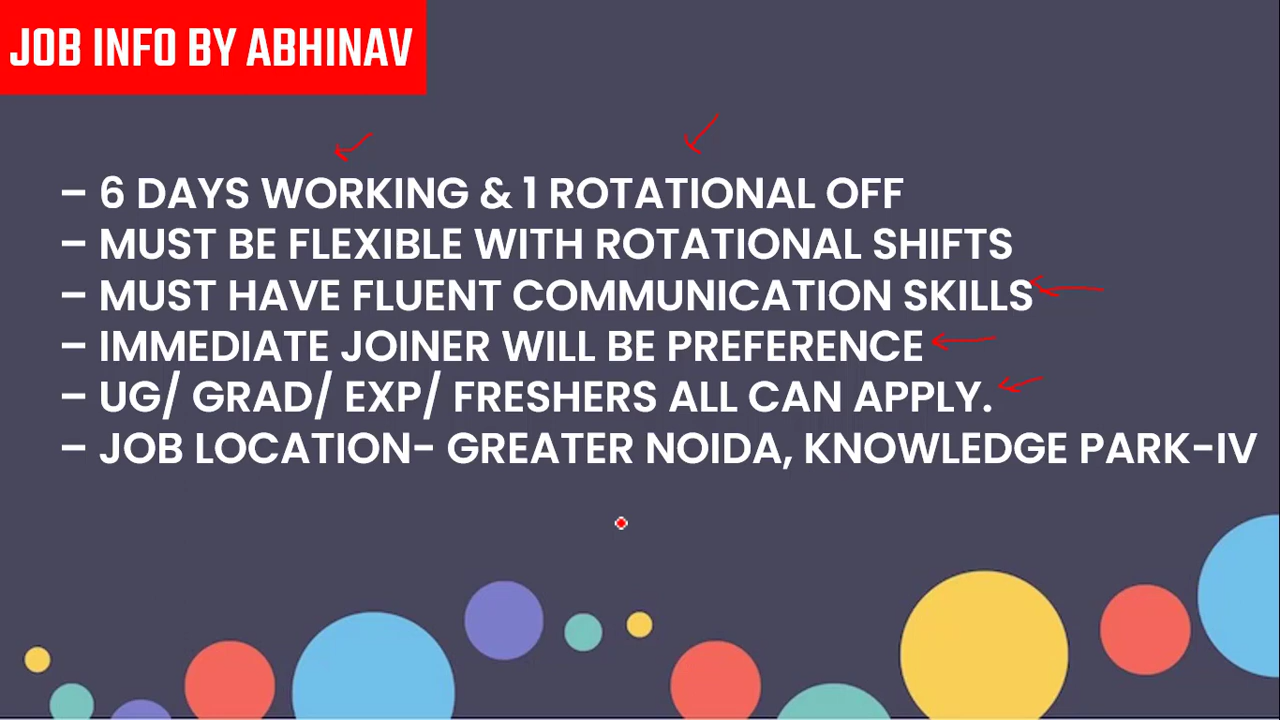 JOB INFO BY ABHINAV
– 6 DAYS WORKING & 1 ROTATIONAL OFF
– MUST BE FLEXIBLE WITH ROTATIONAL SHIFTS
– MUST HAVE FLUENT COMMUNICATION SKILLS
– IMMEDIATE JOINER WILL BE PREFERENCE
– UG/ GRAD/ EXP/ FRESHERS ALL CAN APPLY.
– JOB LOCATION- GREATER NOIDA, KNOWLEDGE PARK-IV